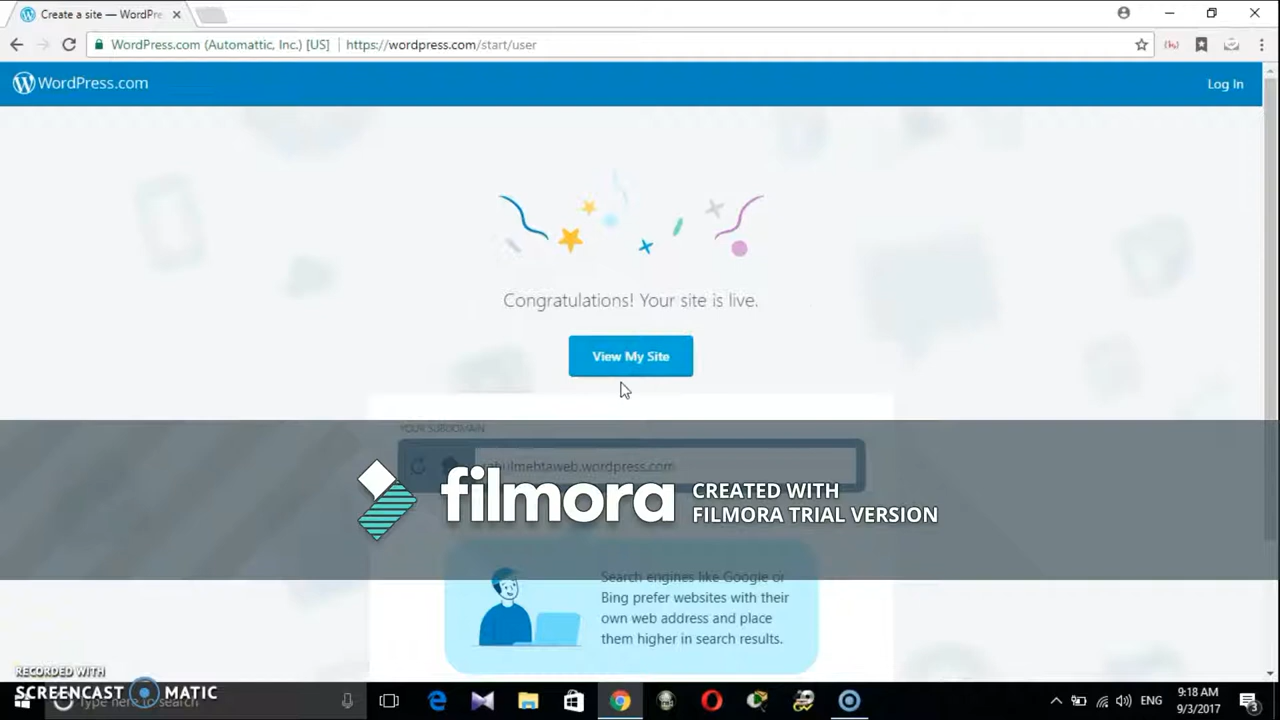 Create a site — WordPre
WordPress.com (Automattic, Inc.) [US] https://wordpress.com/start/user
WordPress.com
Log In
Congratulations! Your site is live.
View My Site
YOUR SUBDOMAIN
rahulmehtaweb.wordpress.com
filmora CREATED WITH
FILMORA TRIAL VERSION
Search engines like Google or
Bing prefer websites with their
own web address and place
them higher in search results.
RECORDED WITH
SCREENCAST MATIC
Type here to search
ENG
9:18 AM
9/3/2017
3